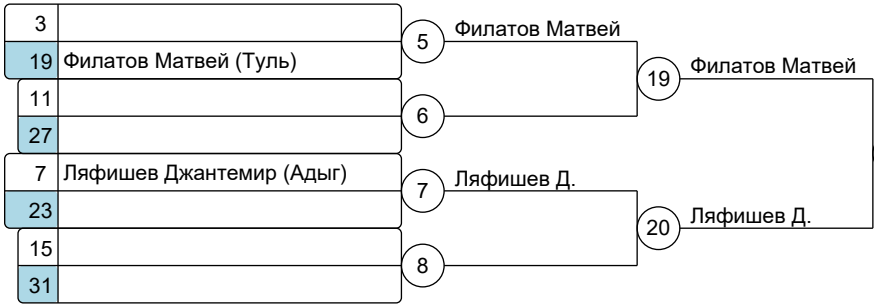 3
19 Филатов Матвей (Туль)
11
27
7 Ляфишев Джантемир (Адыг)
23
15
31
5 Филатов Матвей
6
7 Ляфишев Д.
8
19 Филатов Матвей
20 Ляфишев Д.